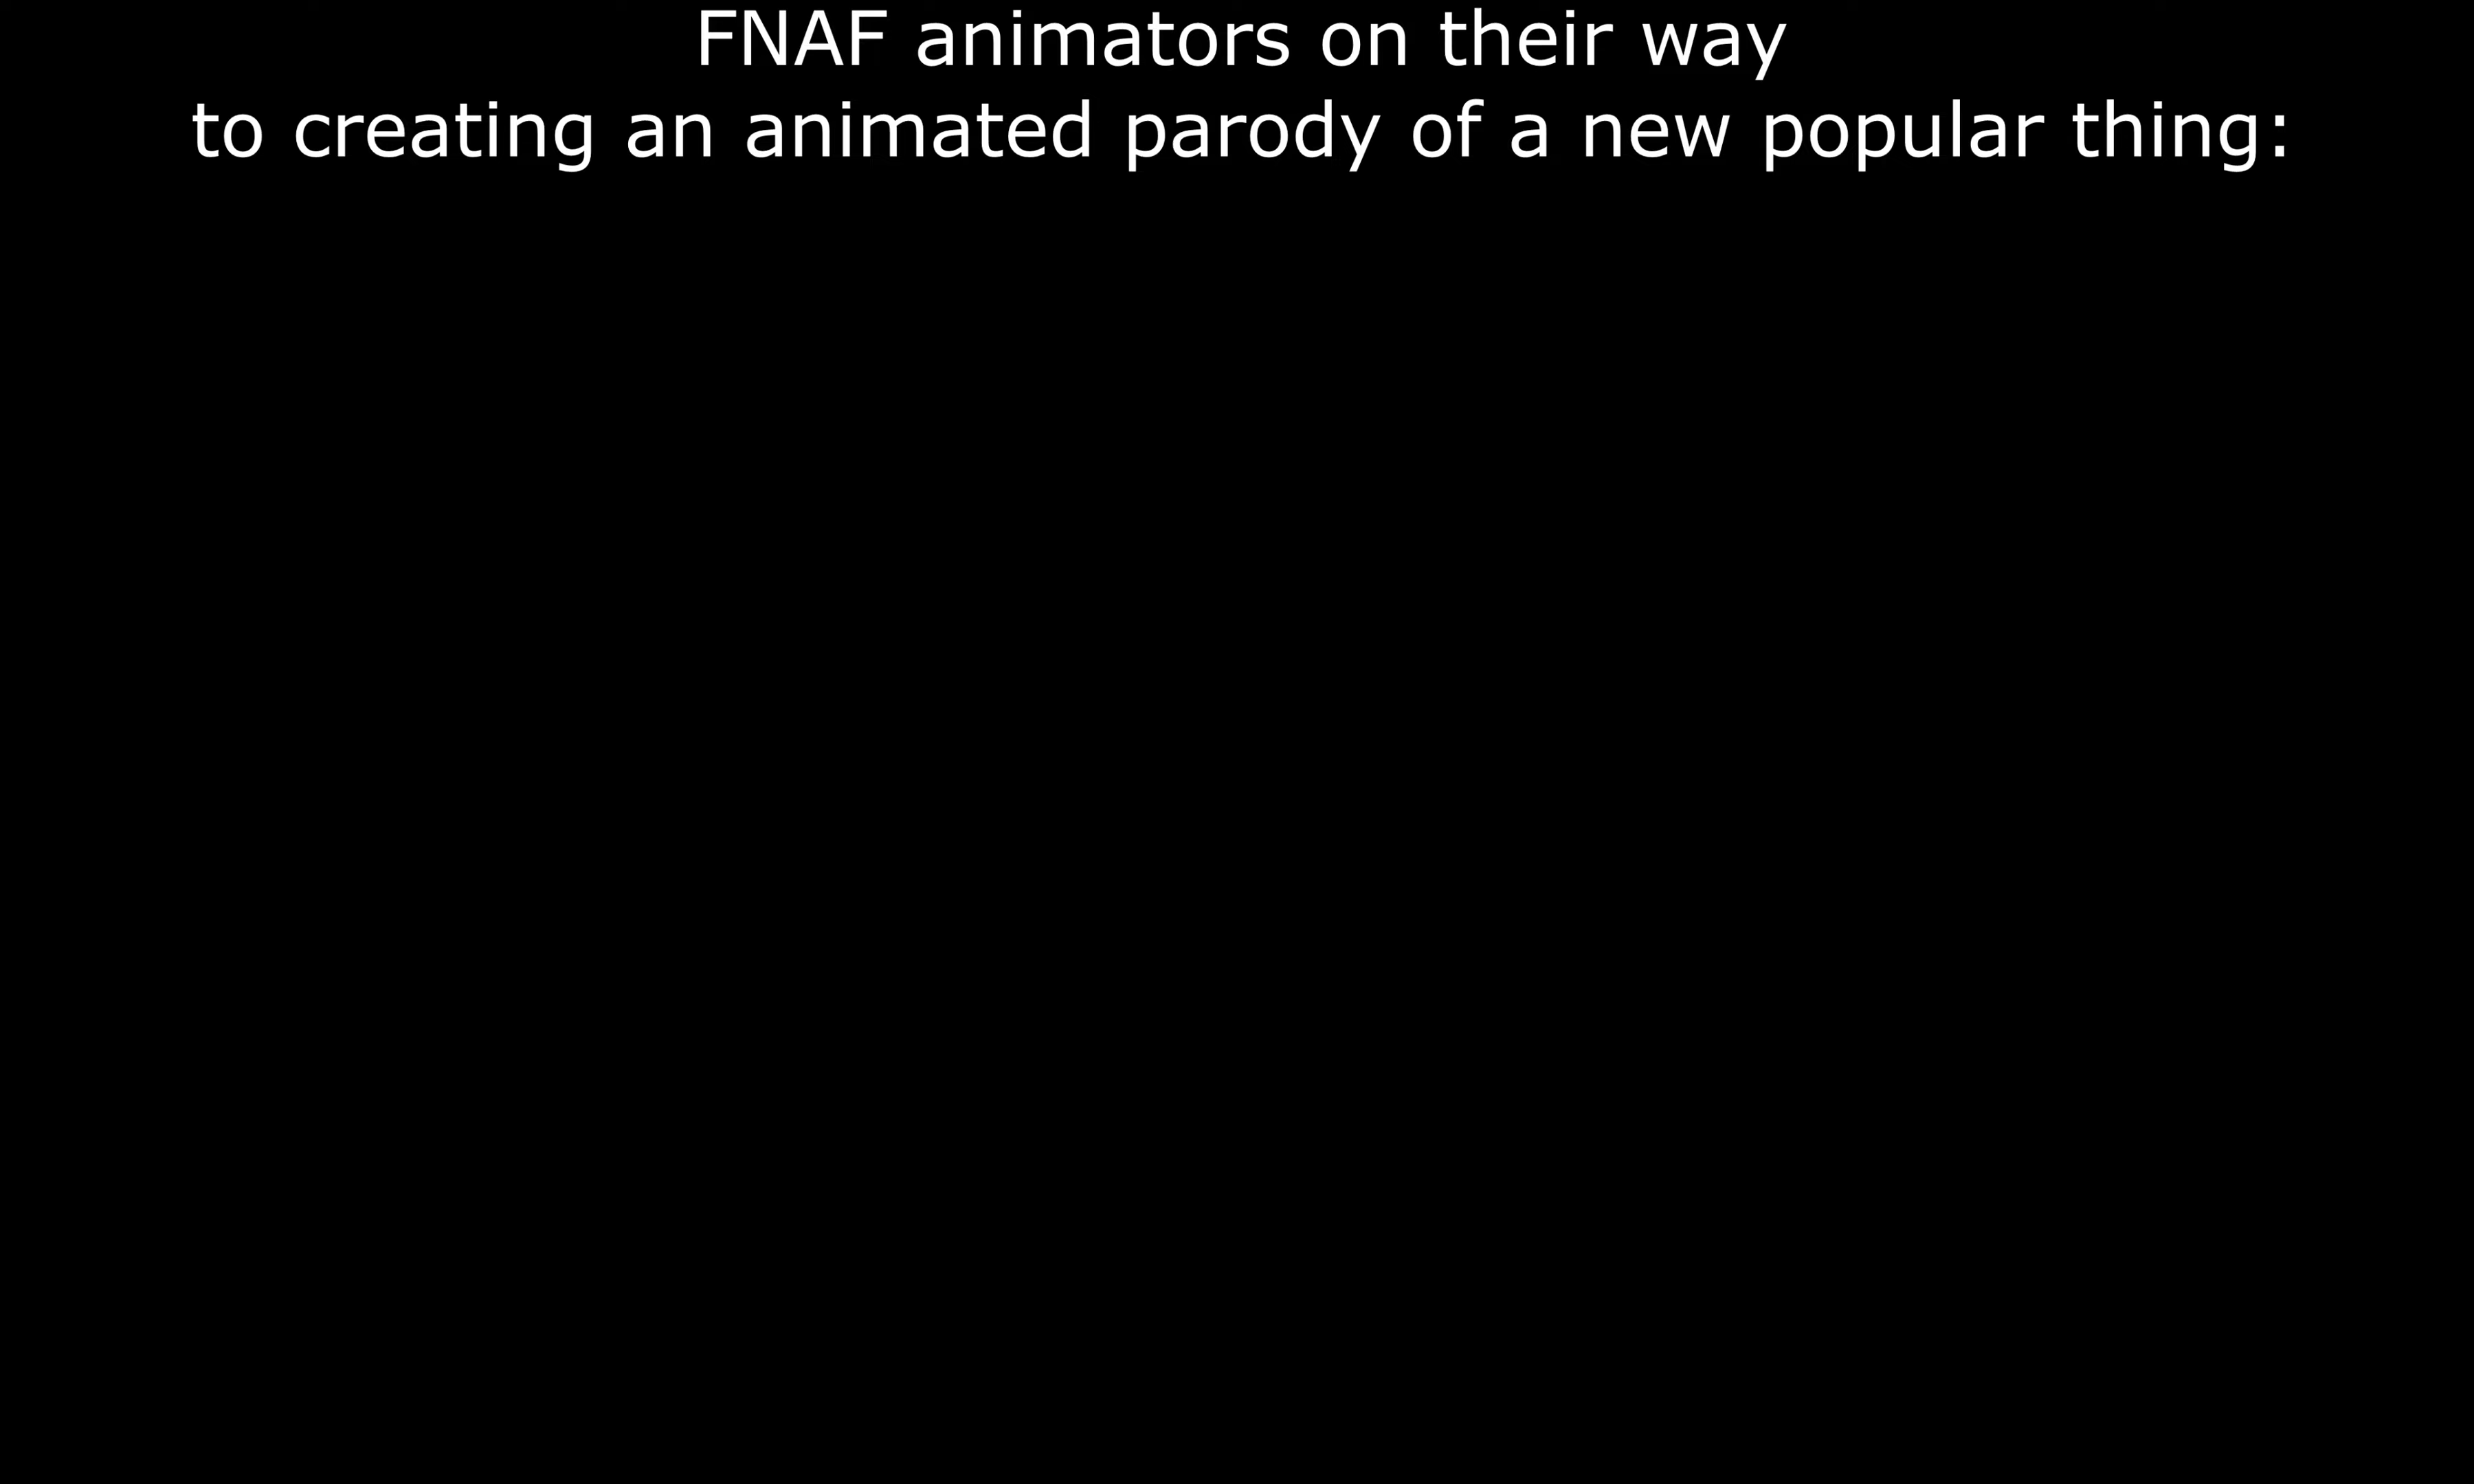 FNAF animators on their way
to creating an animated parody of a new popular thing: